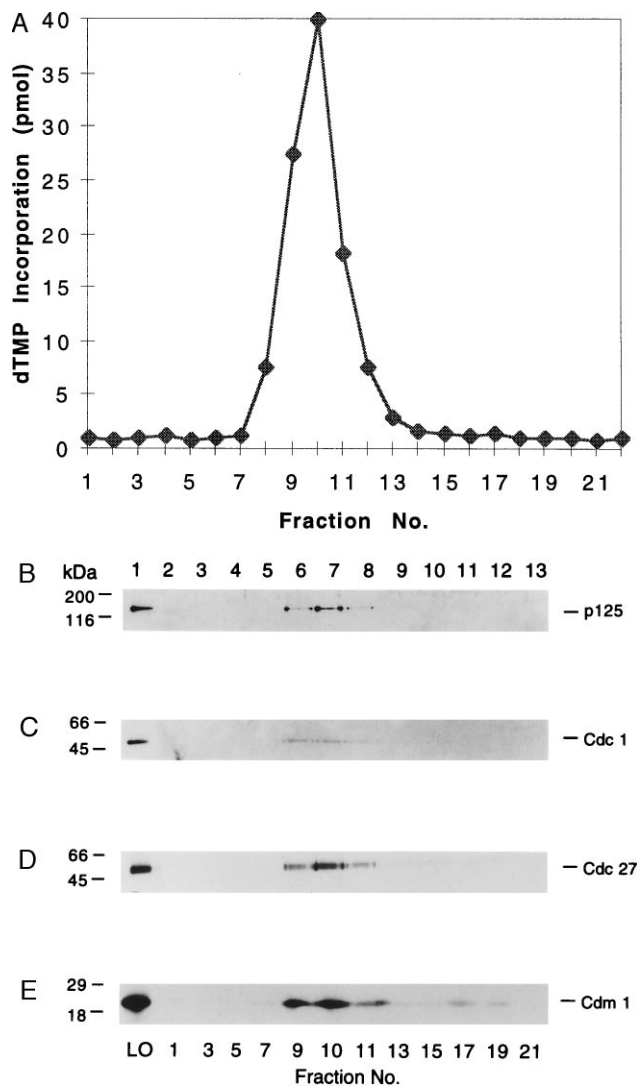 A
dTMP Incorporation (pmol)
40
35
30
25
20
15
10
5
0
1 3 5 7 9 11 13 15 17 19 21
Fraction No.
B kDa 1 2 3 4 5 6 7 8 9 10 11 12 13
200
116
p125
C
66
45
Cdc 1
D
66
45
Cdc 27
E
29
18
Cdm 1
LO 1 3 5 7 9 10 11 13 15 17 19 21
Fraction No.